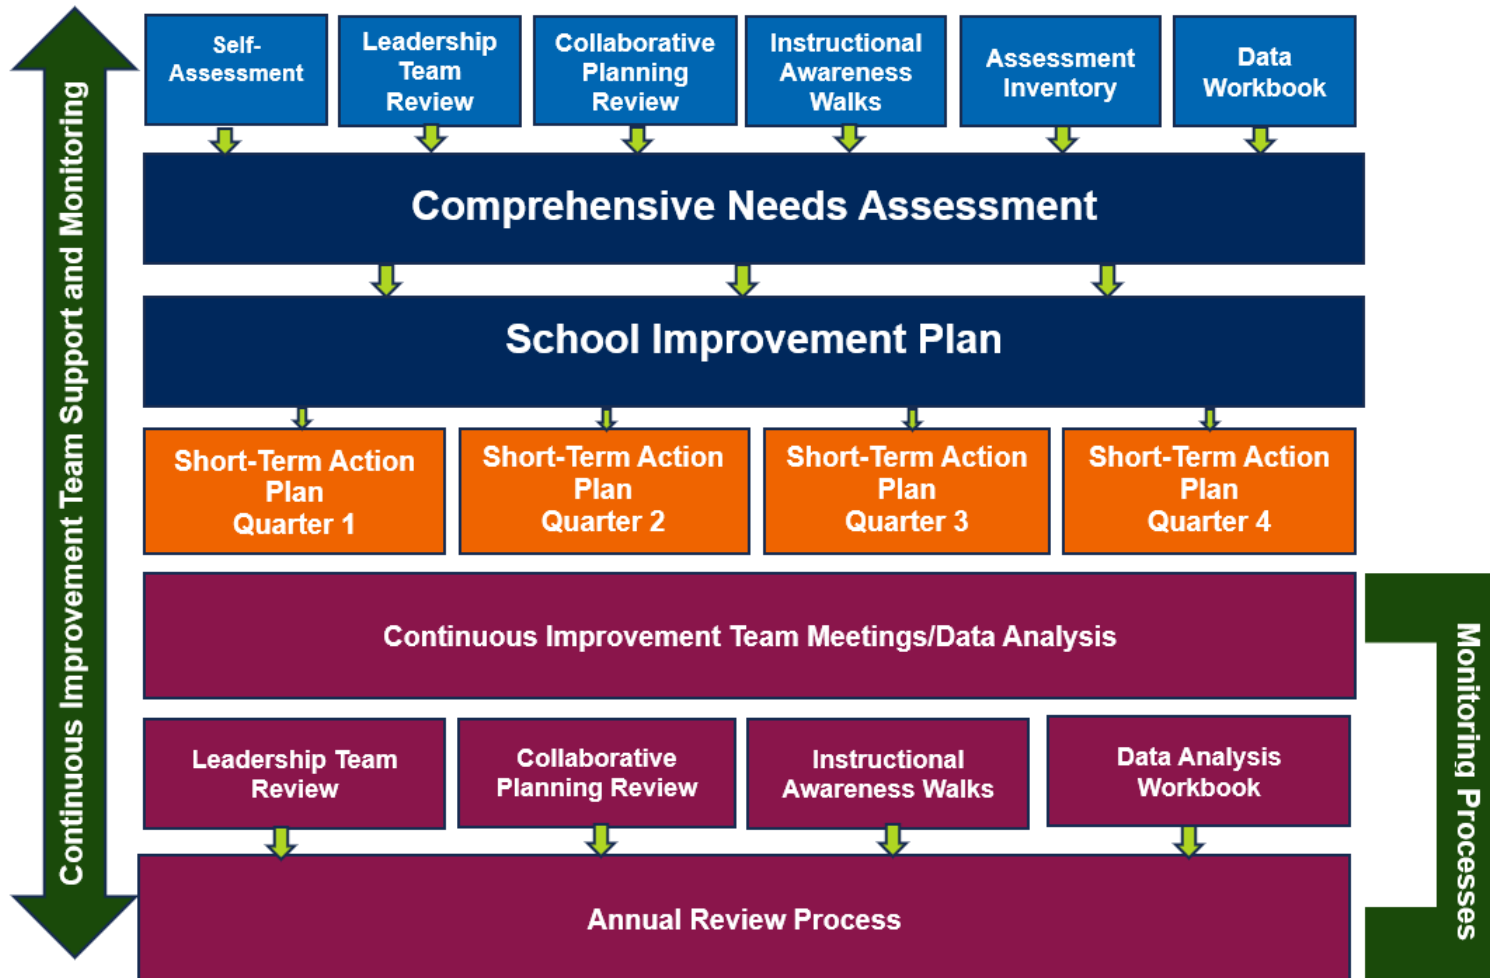 Continuous Improvement Team Support and Monitoring
Self-
Assessment
Leadership
Team
Review
Collaborative
Planning
Review
Instructional
Awareness
Walks
Assessment
Inventory
Data
Workbook
Comprehensive Needs Assessment
School Improvement Plan
Short-Term Action
Plan
Quarter 1
Short-Term Action
Plan
Quarter 2
Short-Term Action
Plan
Quarter 3
Short-Term Action
Plan
Quarter 4
Continuous Improvement Team Meetings/Data Analysis
Leadership Team
Review
Collaborative
Planning Review
Instructional
Awareness Walks
Data Analysis
Workbook
Annual Review Process
Monitoring Processes